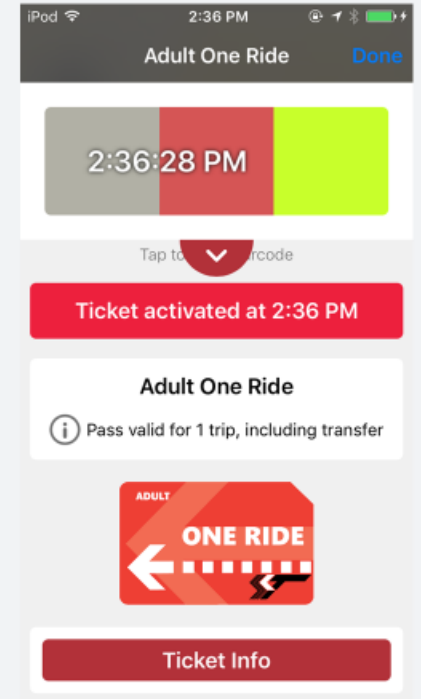 iPod 2:36 PM
Adult One Ride Done
2:36:28 PM
Tap to rcode
Ticket activated at 2:36 PM
Adult One Ride
Pass valid for 1 trip, including transfer
ADULT
ONE RIDE
Ticket Info